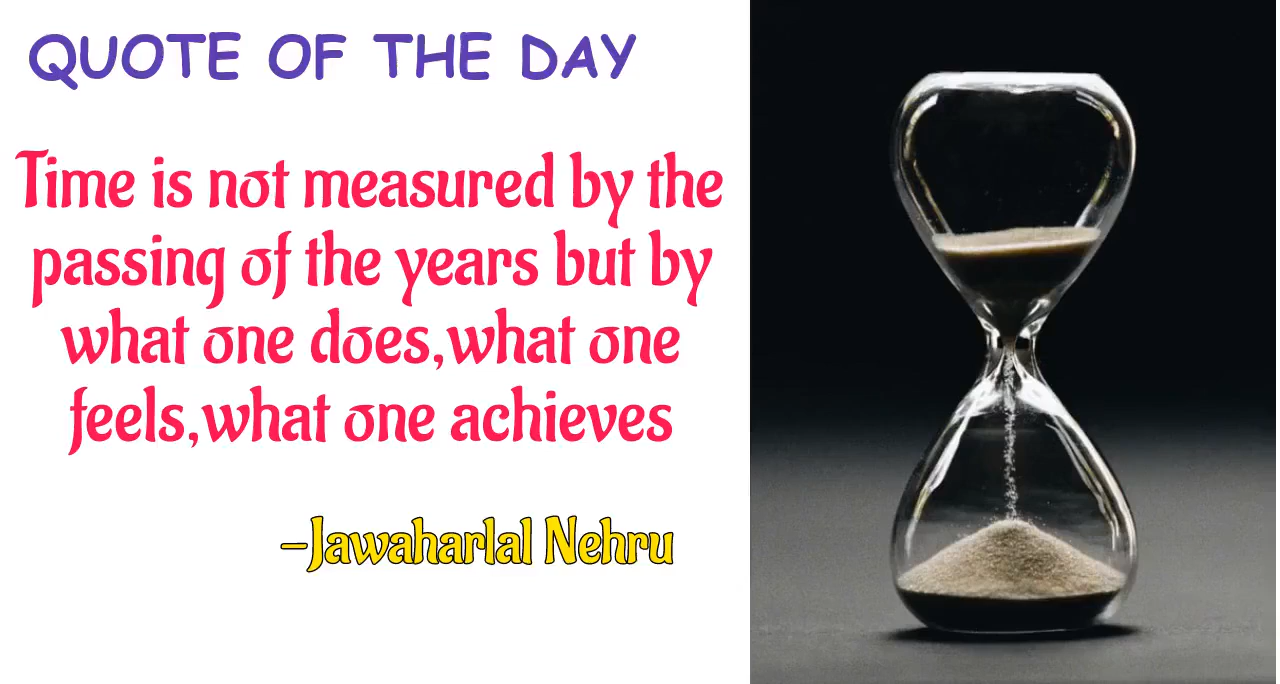 QUOTE OF THE DAY
Time is not measured by the
passing of the years but by
what one does,what one
feels,what one achieves
-Jawaharlal Nehru